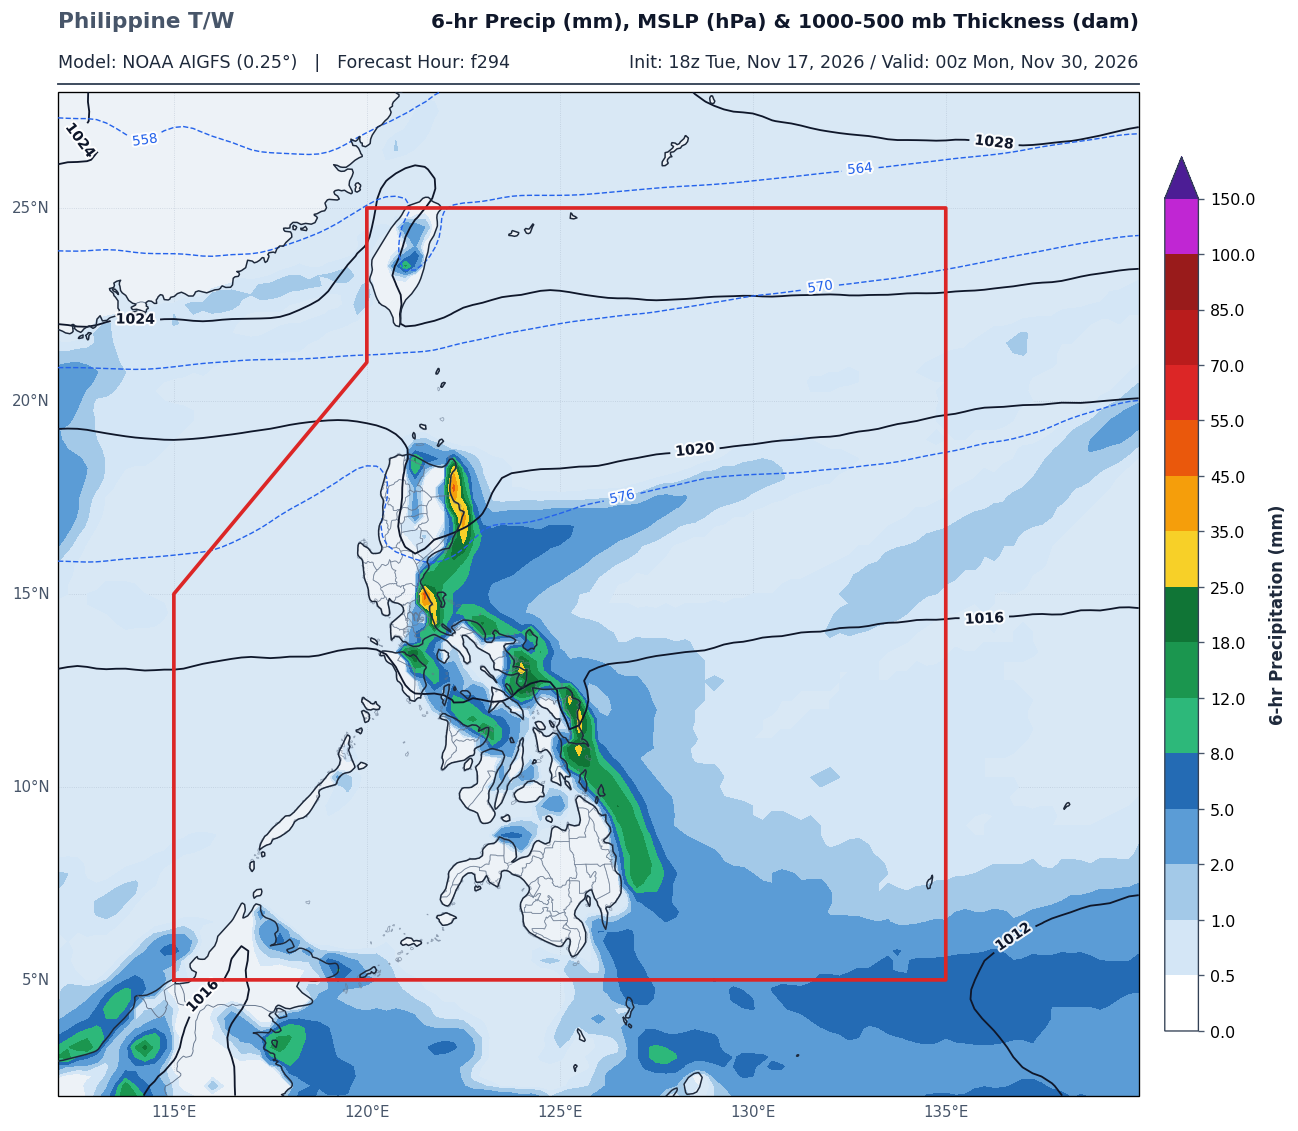 Philippine T/W
6-hr Precip (mm), MSLP (hPa) & 1000-500 mb Thickness (dam)
Model: NOAA AIGFS (0.25°)   |   Forecast Hour: f294
Init: 18z Tue, Nov 17, 2026 / Valid: 00z Mon, Nov 30, 2026
1024
558
1028
564
570
1024
1020
576
1016
1012
1016
25°N
20°N
15°N
10°N
5°N
115°E
120°E
125°E
130°E
135°E
150.0
100.0
85.0
70.0
55.0
45.0
35.0
25.0
18.0
12.0
8.0
5.0
2.0
1.0
0.5
0.0
6-hr Precipitation (mm)